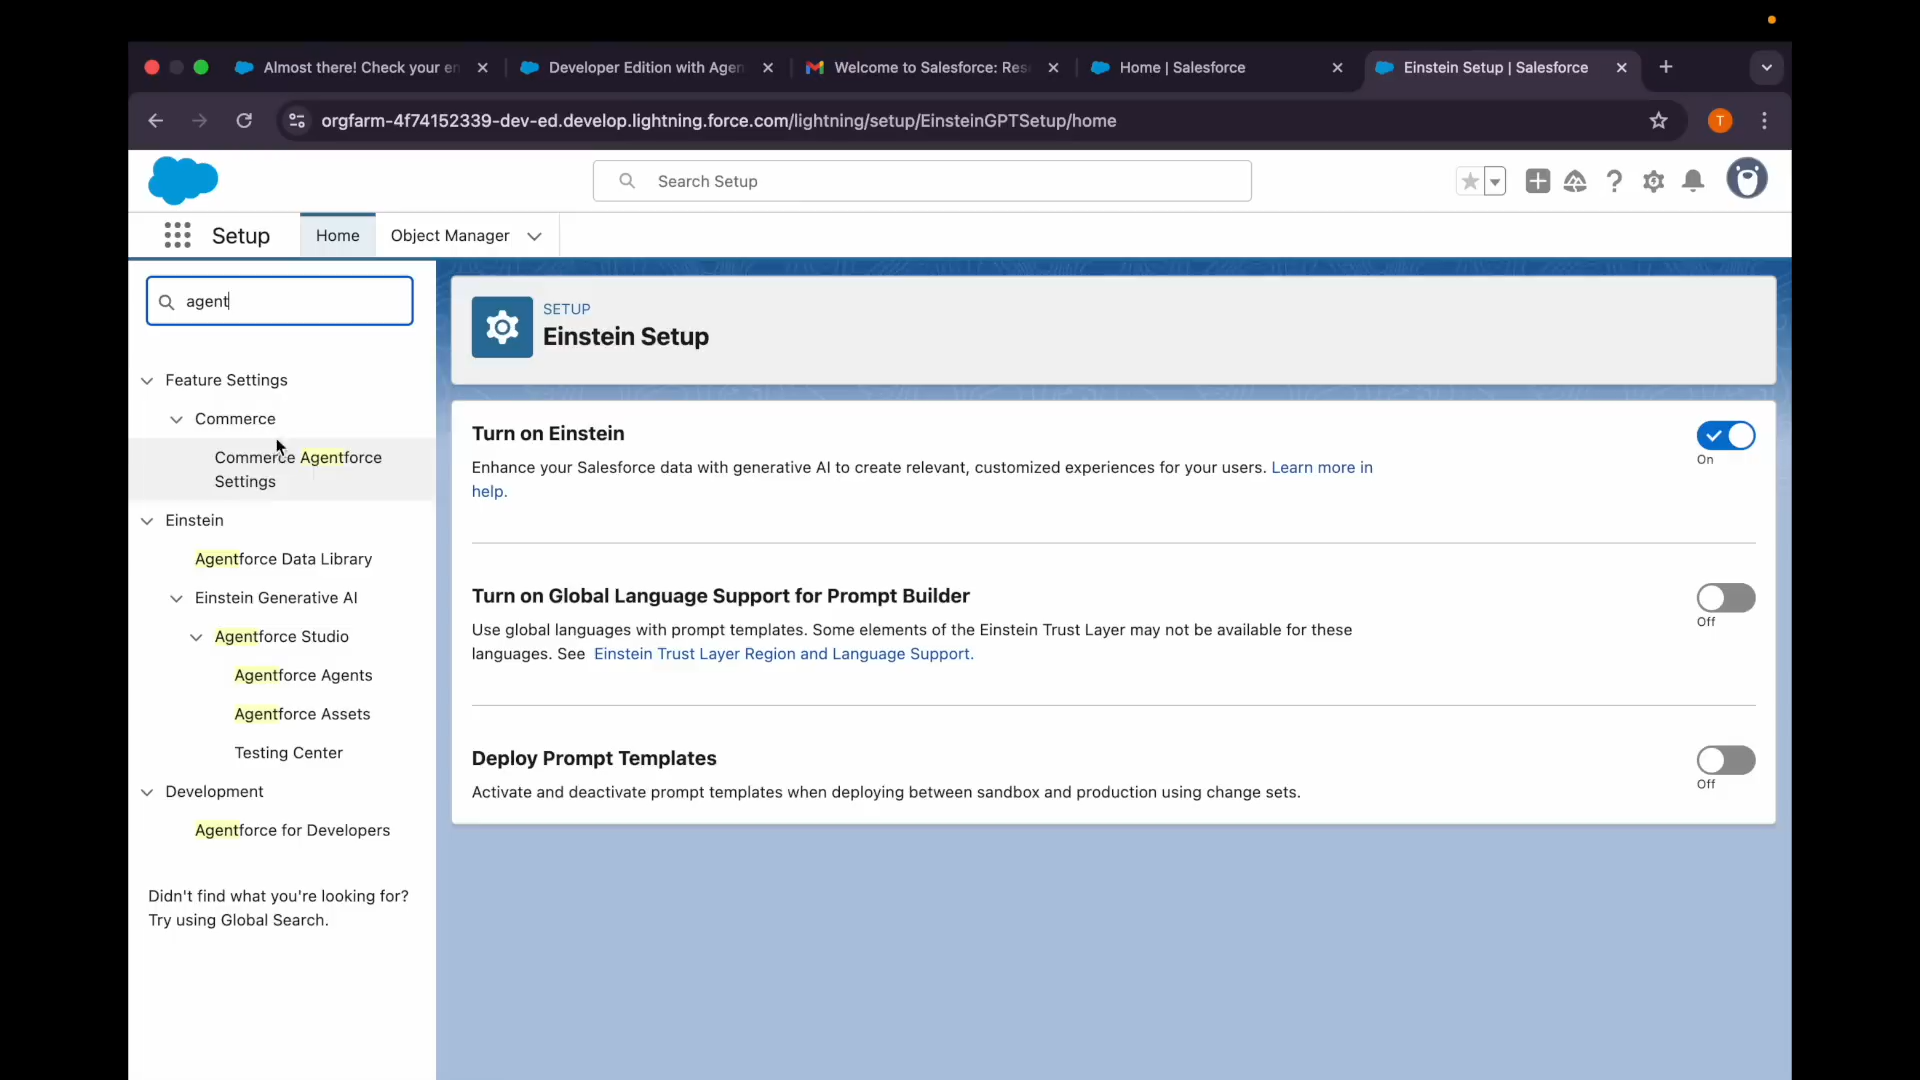 Almost there! Check your en
Developer Edition with Agen
Welcome to Salesforce: Res
Home | Salesforce
Einstein Setup | Salesforce
orgfarm-4f74152339-dev-ed.develop.lightning.force.com/lightning/setup/EinsteinGPTSetup/home
T
Search Setup
Setup
Home
Object Manager
agent
Feature Settings
Commerce
Commerce Agentforce
Settings
Einstein
Agentforce Data Library
Einstein Generative AI
Agentforce Studio
Agentforce Agents
Agentforce Assets
Testing Center
Development
Agentforce for Developers
Didn't find what you're looking for?
Try using Global Search.
SETUP
Einstein Setup
Turn on Einstein
Enhance your Salesforce data with generative AI to create relevant, customized experiences for your users. Learn more in
help.
On
Turn on Global Language Support for Prompt Builder
Use global languages with prompt templates. Some elements of the Einstein Trust Layer may not be available for these
languages. See Einstein Trust Layer Region and Language Support.
Off
Deploy Prompt Templates
Activate and deactivate prompt templates when deploying between sandbox and production using change sets.
Off